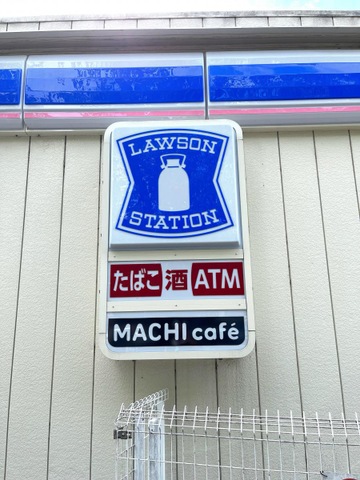 LAWSON
STATION
たばこ 酒 ATM
MACHI café